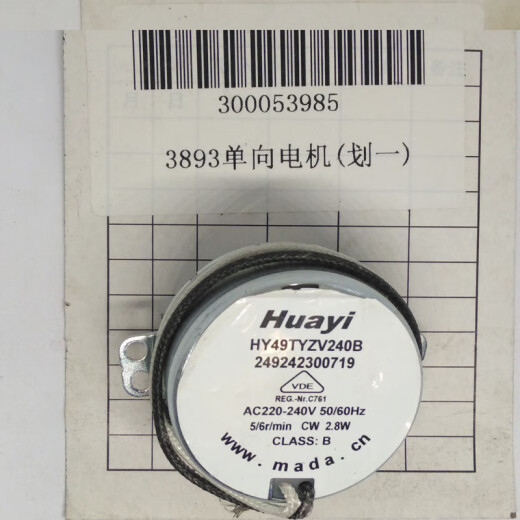 300053985
3893单向电机(划一)
Huayi
HY49TYZV240B
249242300719
VDE
REG.-Nr.C761
AC220-240V 50/60Hz
5/6r/min CW 2.8W
CLASS: B
www.mada.cn